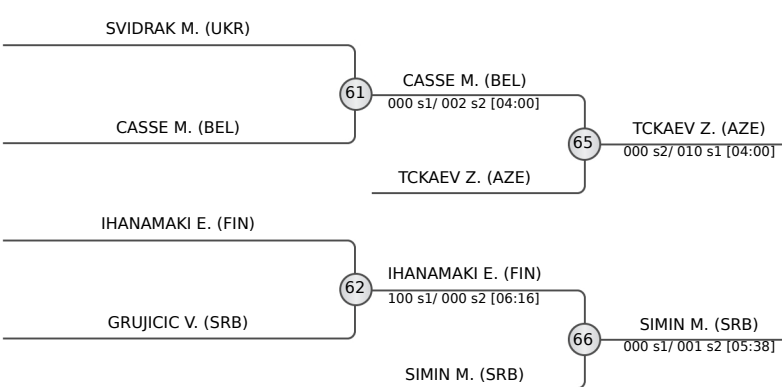 SVIDRAK M. (UKR)
61
CASSE M. (BEL)
000 s1/ 002 s2 [04:00]
CASSE M. (BEL)
65
TCKAEV Z. (AZE)
000 s2/ 010 s1 [04:00]
TCKAEV Z. (AZE)
IHANAMAKI E. (FIN)
62
IHANAMAKI E. (FIN)
100 s1/ 000 s2 [06:16]
GRUJICIC V. (SRB)
66
SIMIN M. (SRB)
000 s1/ 001 s2 [05:38]
SIMIN M. (SRB)